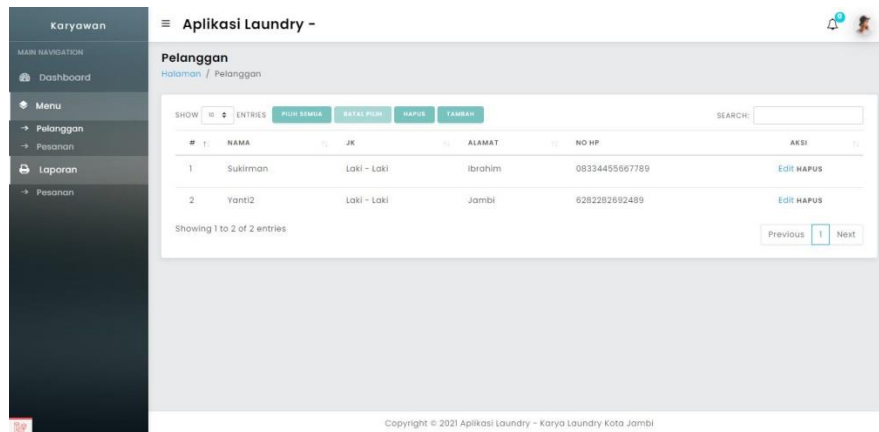 Karyawan
Aplikasi Laundry -
MAIN NAVIGATION
Dashboard
Menu
Pelanggan
Pesanan
Laporan
Pesanan
Pelanggan
Halaman / Pelanggan
SHOW 10 ENTRIES PILIH SEMUA BATAL PILIH HAPUS TAMBAH SEARCH:
# NAMA JK ALAMAT NO HP AKSI
1 Sukirman Laki - Laki Ibrahim 08334455667789 Edit HAPUS
2 Yanti2 Laki - Laki Jambi 6282282692489 Edit HAPUS
Showing 1 to 2 of 2 entries
Previous 1 Next
Copyright © 2021 Aplikasi Laundry - Karya Laundry Kota Jambi